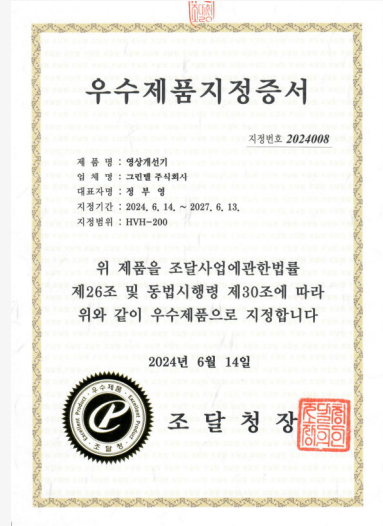 우수제품지정증서
지정번호 2024008
제 품 명 : 영상개선기
업 체 명 : 그린벨 주식회사
대표자명 : 정 부 영
지정기간 : 2024. 6. 14. ~ 2027. 6. 13.
지정범위 : HVH-200
위 제품을 조달사업에관한법률
제26조 및 동법시행령 제30조에 따라
위와 같이 우수제품으로 지정합니다
2024년 6월 14일
우수제품
Excellent Product
Excellent Product
조달청
조 달 청 장